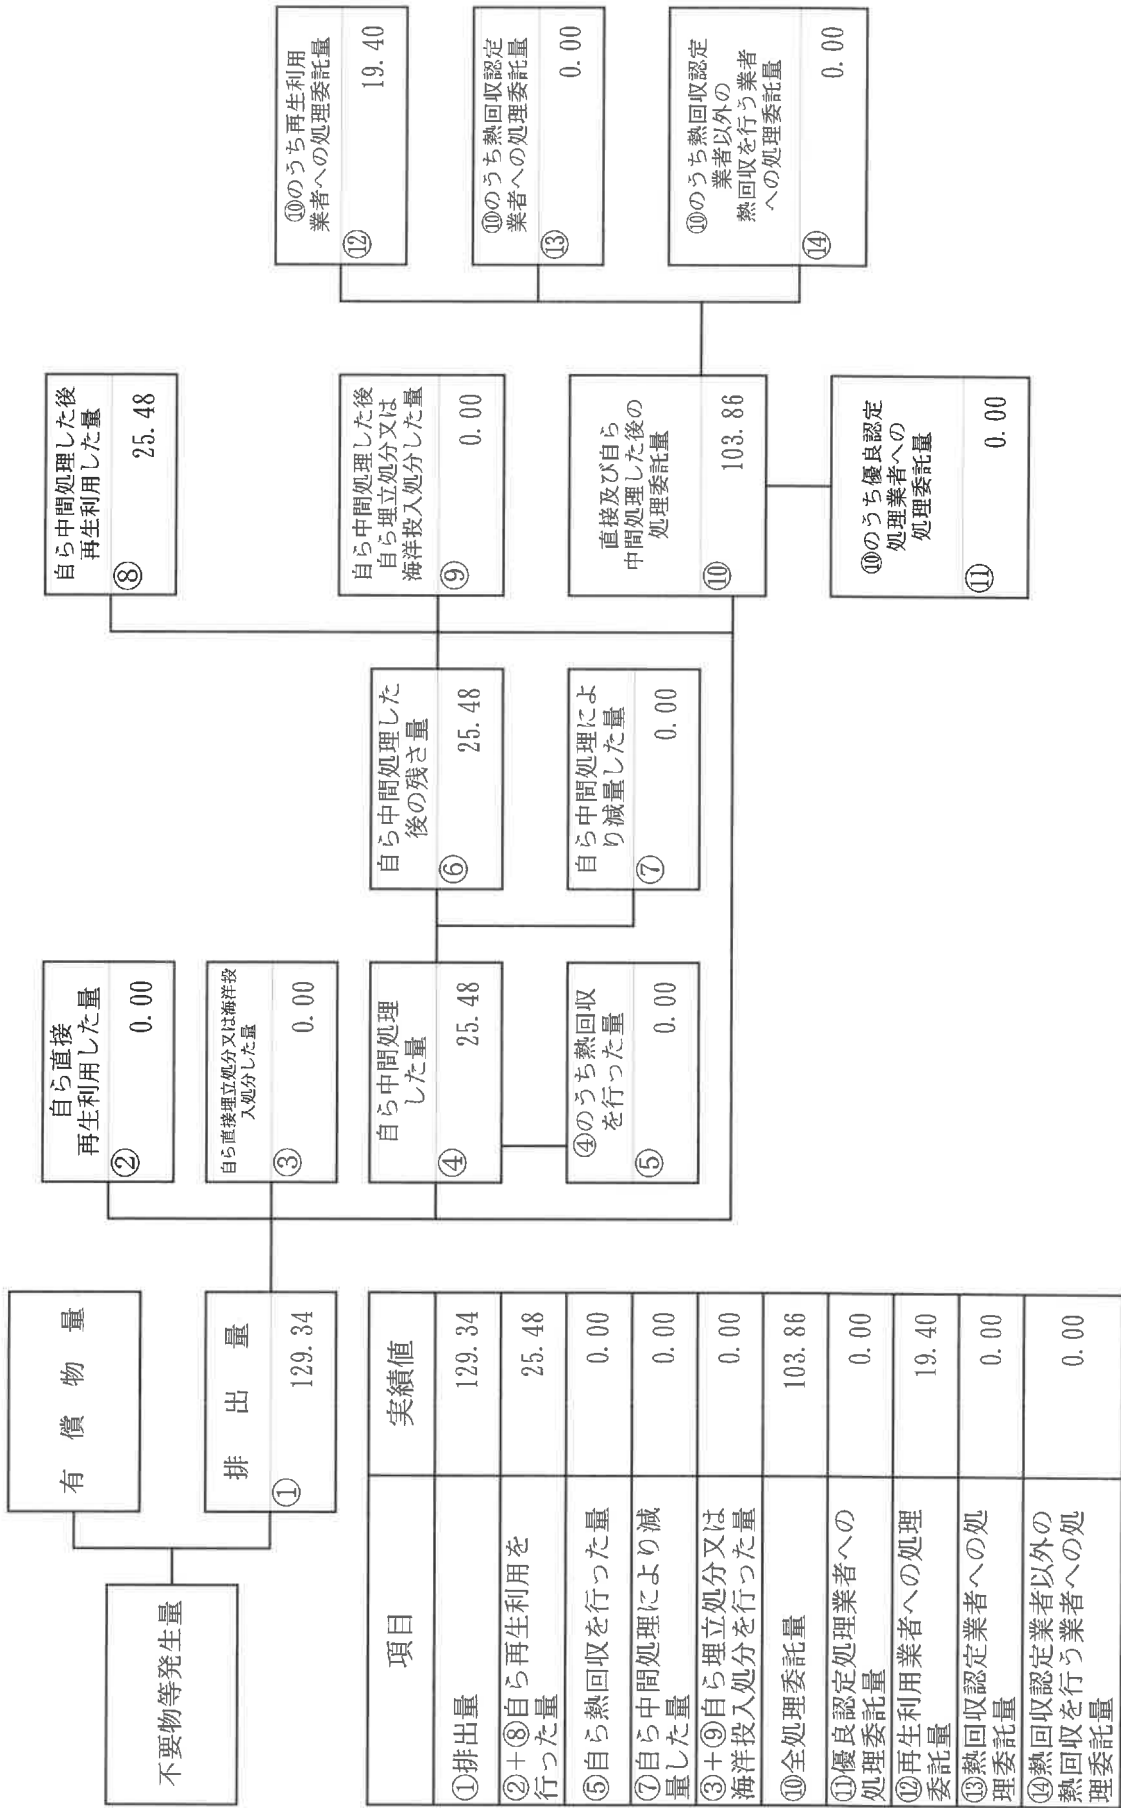 不要物等発生量
有償物量
排出量
① 129.34
自ら直接
再生利用した量
② 0.00
自ら直接埋立処分又は海洋投
入処分した量
③ 0.00
自ら中間処理
した量
④ 25.48
④のうち熱回収
を行った量
⑤ 0.00
自ら中間処理した
後の残さ量
⑥ 25.48
自ら中間処理によ
り減量した量
⑦ 0.00
自ら中間処理した後
再生利用した量
⑧ 25.48
自ら中間処理した後
自ら埋立処分又は
海洋投入処分した量
⑨ 0.00
直接及び自ら
中間処理した後の
処理委託量
⑩ 103.86
⑩のうち優良認定
処理業者への
処理委託量
⑪ 0.00
⑩のうち再生利用
業者への処理委託量
⑫ 19.40
⑩のうち熱回収認定
業者への処理委託量
⑬ 0.00
⑩のうち熱回収認定
業者以外の
熱回収を行う業者
への処理委託量
⑭ 0.00
項目 実績値
①排出量 129.34
②+⑧自ら再生利用を
行った量 25.48
⑤自ら熱回収を行った量 0.00
⑦自ら中間処理により減
量した量 0.00
③+⑨自ら埋立処分又は
海洋投入処分を行った量 0.00
⑩全処理委託量 103.86
⑪優良認定処理業者への
処理委託量 0.00
⑫再生利用業者への処理
委託量 19.40
⑬熱回収認定業者への処
理委託量 0.00
⑭熱回収認定業者以外の
熱回収を行う業者への処
理委託量 0.00